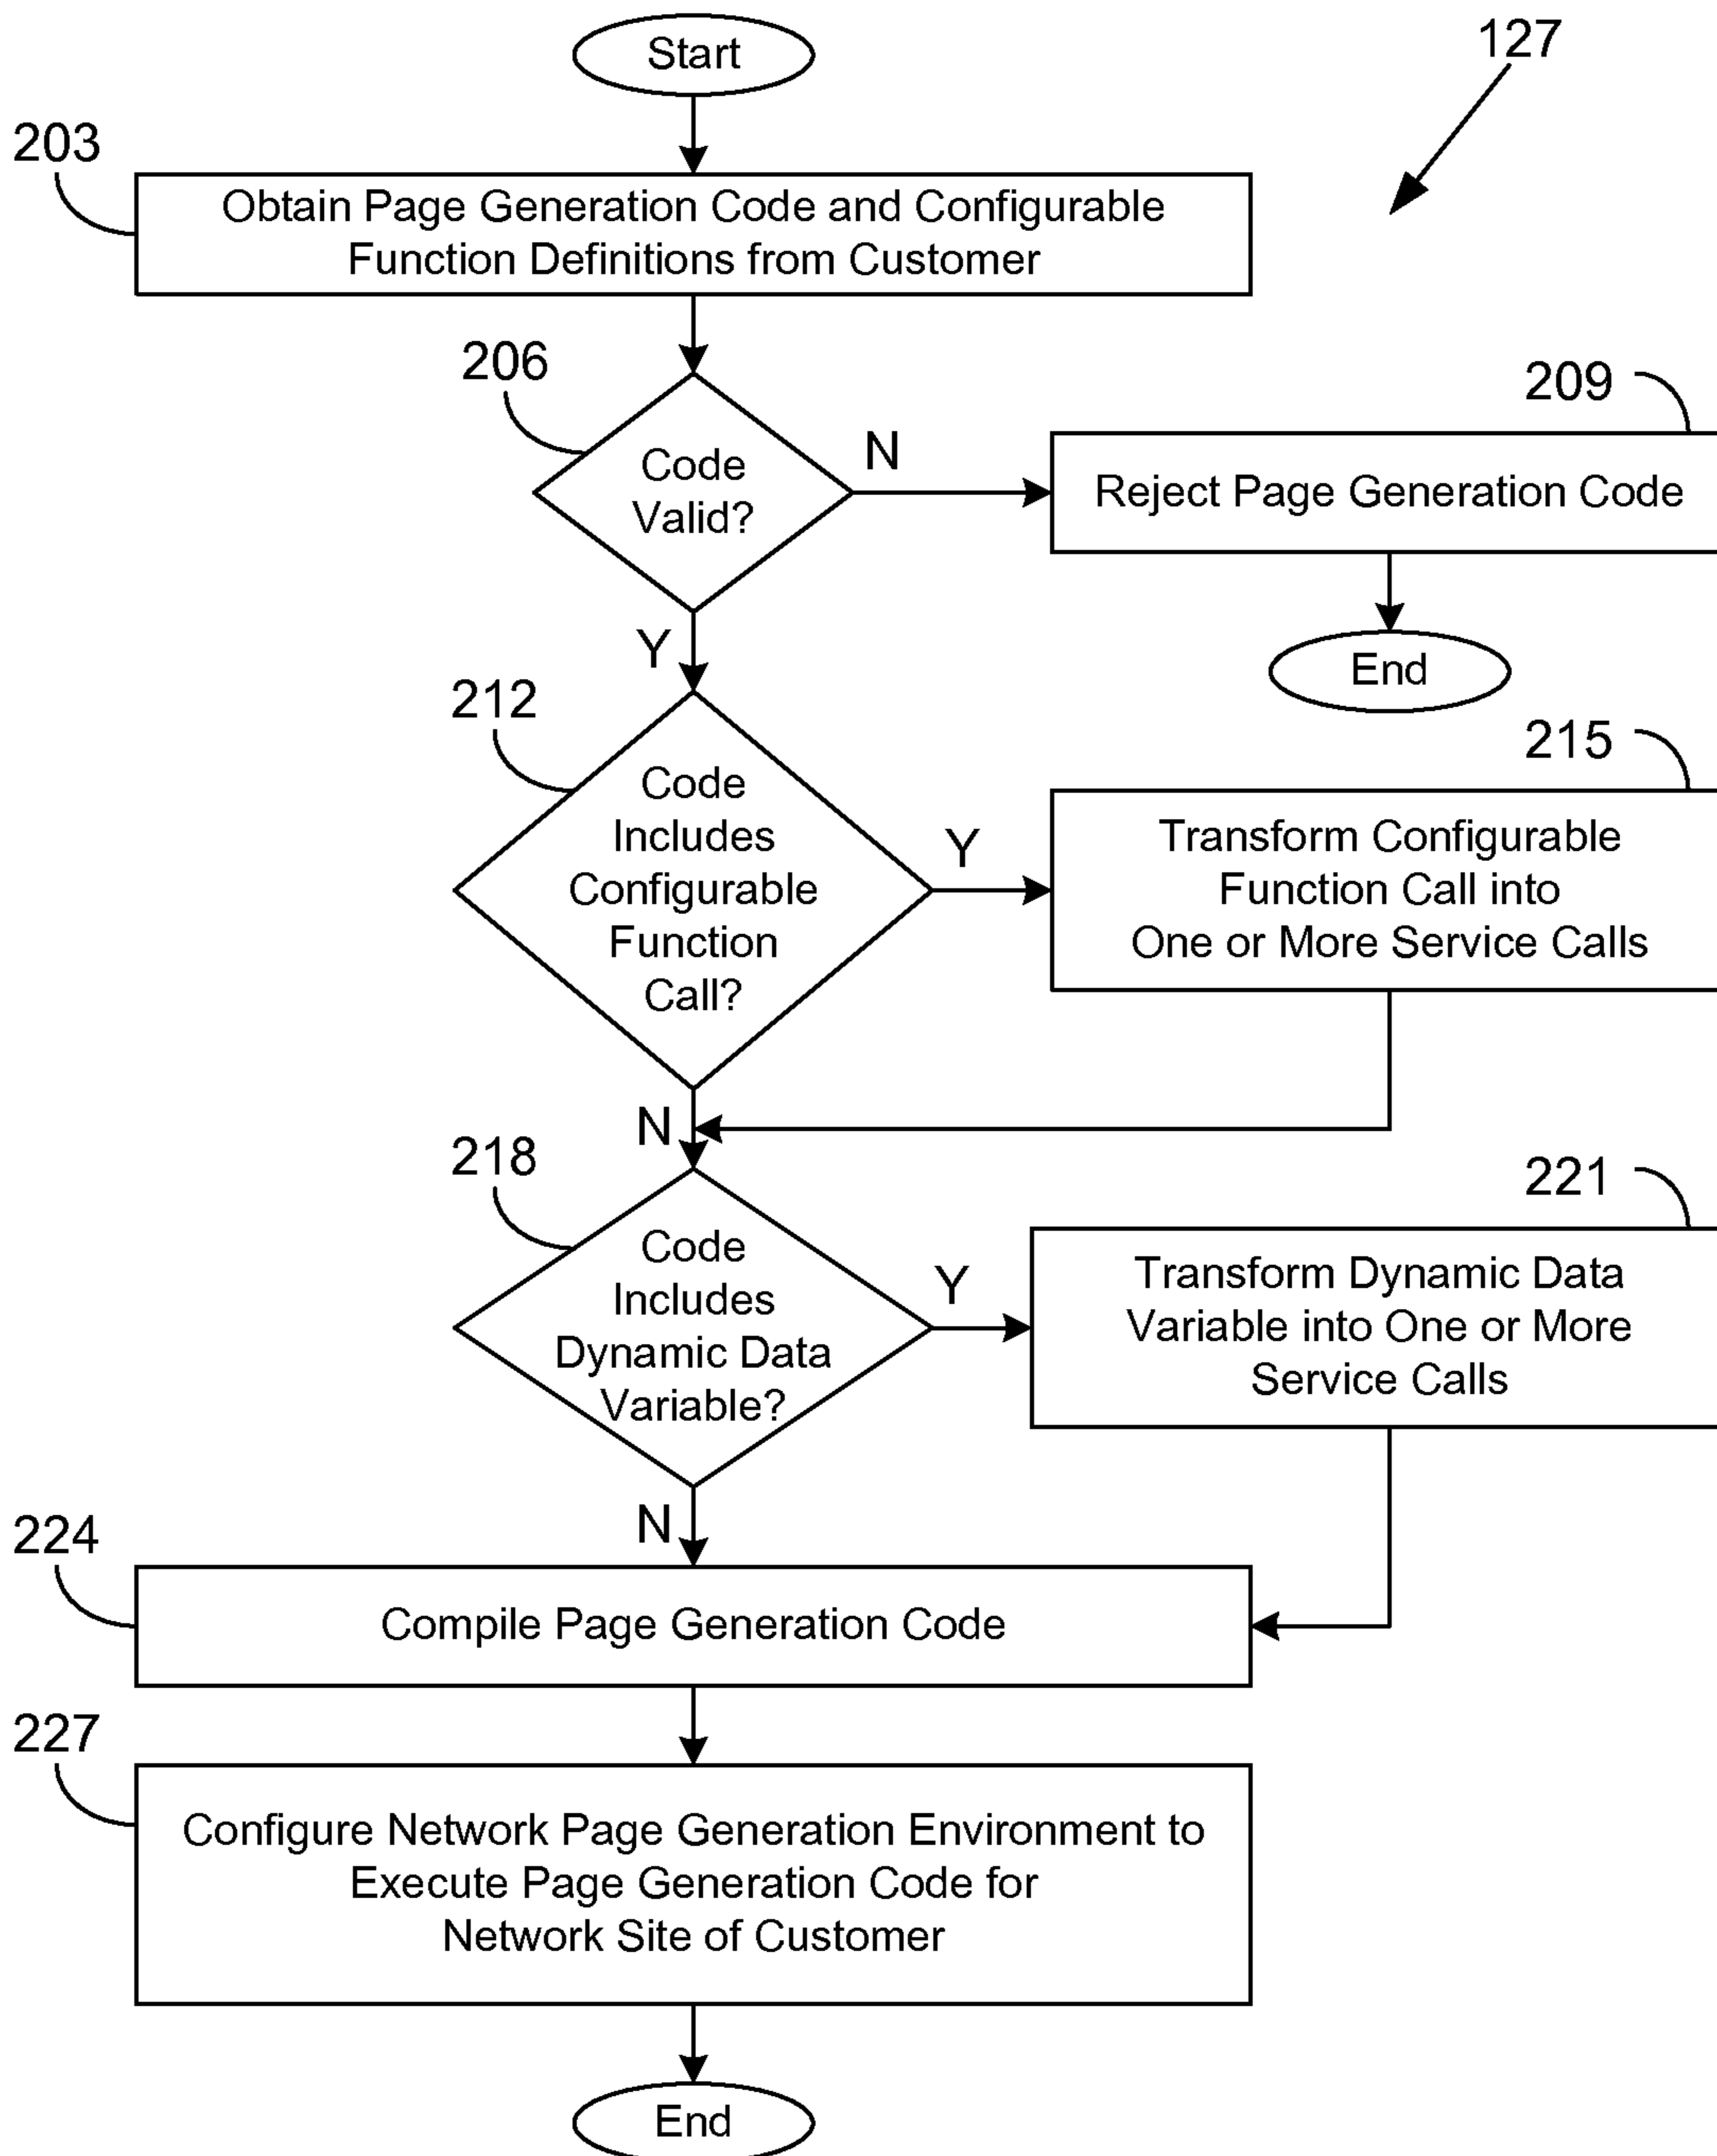 Start
127
203
Obtain Page Generation Code and Configurable
Function Definitions from Customer
206
Code
Valid?
N
209
Reject Page Generation Code
End
Y
212
Code
Includes
Configurable
Function
Call?
Y
215
Transform Configurable
Function Call into
One or More Service Calls
N
218
Code
Includes
Dynamic Data
Variable?
Y
221
Transform Dynamic Data
Variable into One or More
Service Calls
N
224
Compile Page Generation Code
227
Configure Network Page Generation Environment to
Execute Page Generation Code for
Network Site of Customer
End